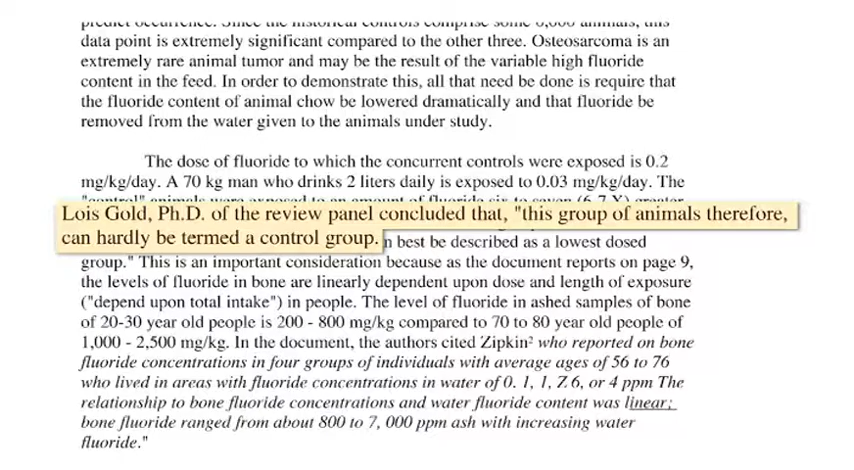 data point is extremely significant compared to the other three. Osteosarcoma is an
extremely rare animal tumor and may be the result of the variable high fluoride
content in the feed. In order to demonstrate this, all that need be done is require that
the fluoride content of animal chow be lowered dramatically and that fluoride be
removed from the water given to the animals under study.
The dose of fluoride to which the concurrent controls were exposed is 0.2
mg/kg/day. A 70 kg man who drinks 2 liters daily is exposed to 0.03 mg/kg/day. The
Lois Gold, Ph.D. of the review panel concluded that, "this group of animals therefore,
can hardly be termed a control group.
n best be described as a lowest dosed
group." This is an important consideration because as the document reports on page 9,
the levels of fluoride in bone are linearly dependent upon dose and length of exposure
("depend upon total intake") in people. The level of fluoride in ashed samples of bone
of 20-30 year old people is 200 - 800 mg/kg compared to 70 to 80 year old people of
1,000 - 2,500 mg/kg. In the document, the authors cited Zipkin² who reported on bone
fluoride concentrations in four groups of individuals with average ages of 56 to 76
who lived in areas with fluoride concentrations in water of 0. 1, 1, Z 6, or 4 ppm The
relationship to bone fluoride concentrations and water fluoride content was linear;
bone fluoride ranged from about 800 to 7, 000 ppm ash with increasing water
fluoride."